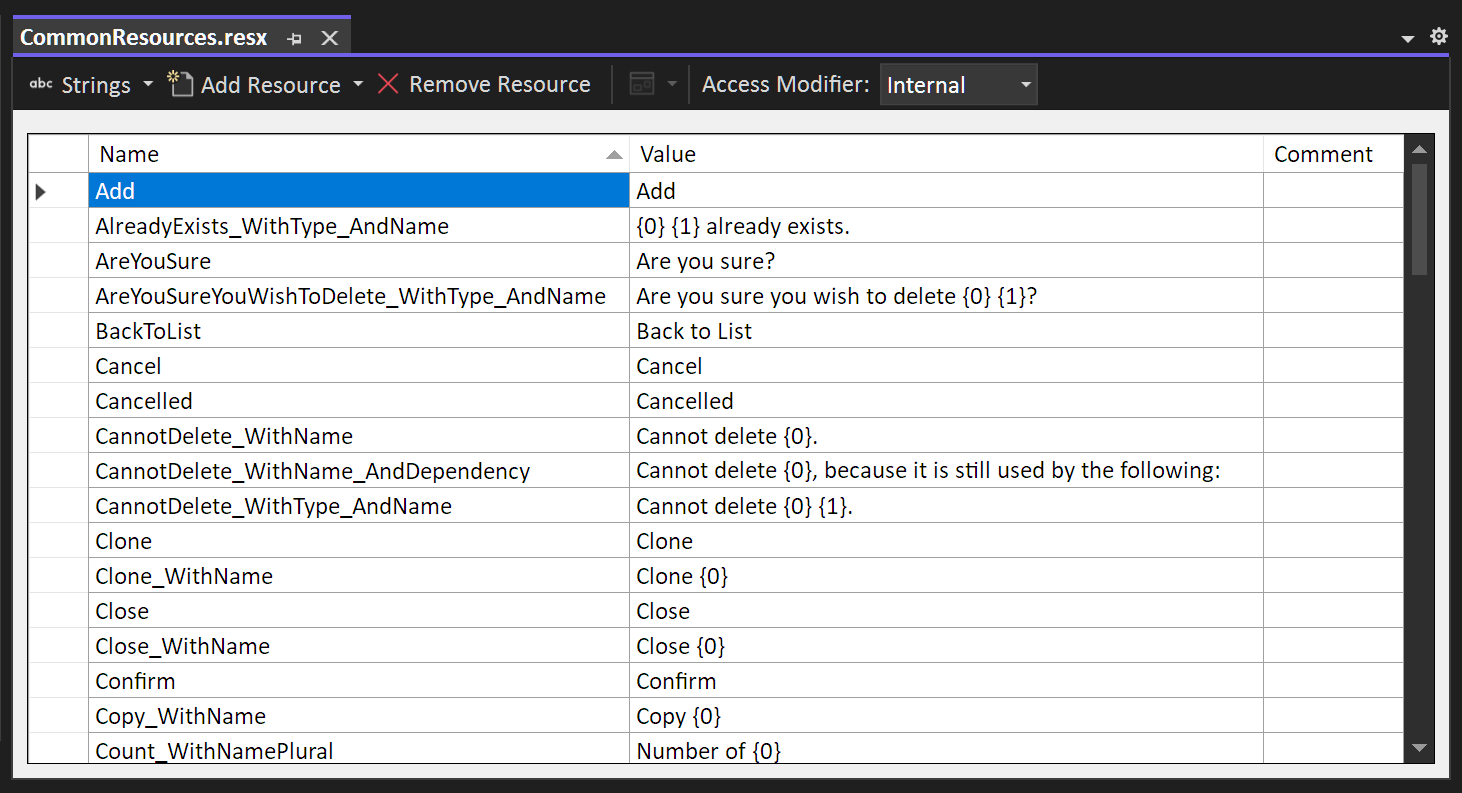 CommonResources.resx
abc Strings Add Resource Remove Resource Access Modifier: Internal
Name Value Comment
Add Add
AlreadyExists_WithType_AndName {0} {1} already exists.
AreYouSure Are you sure?
AreYouSureYouWishToDelete_WithType_AndName Are you sure you wish to delete {0} {1}?
BackToList Back to List
Cancel Cancel
Cancelled Cancelled
CannotDelete_WithName Cannot delete {0}.
CannotDelete_WithName_AndDependency Cannot delete {0}, because it is still used by the following:
CannotDelete_WithType_AndName Cannot delete {0} {1}.
Clone Clone
Clone_WithName Clone {0}
Close Close
Close_WithName Close {0}
Confirm Confirm
Copy_WithName Copy {0}
Count_WithNamePlural Number of {0}